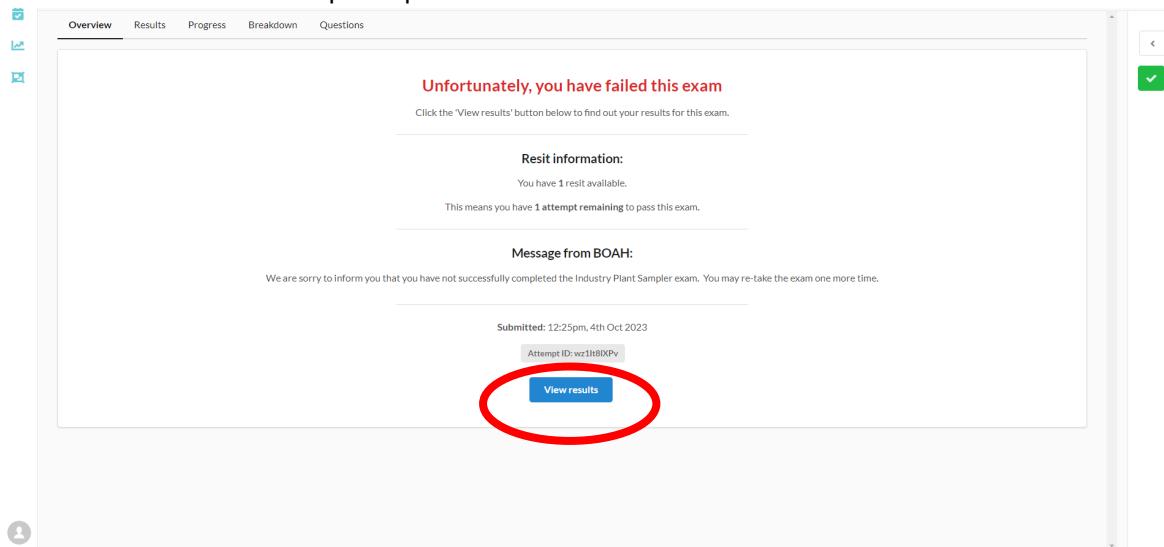 Overview Results Progress Breakdown Questions
Unfortunately, you have failed this exam
Click the 'View results' button below to find out your results for this exam.
Resit information:
You have 1 resit available.
This means you have 1 attempt remaining to pass this exam.
Message from BOAH:
We are sorry to inform you that you have not successfully completed the Industry Plant Sampler exam. You may re-take the exam one more time.
Submitted: 12:25pm, 4th Oct 2023
View results